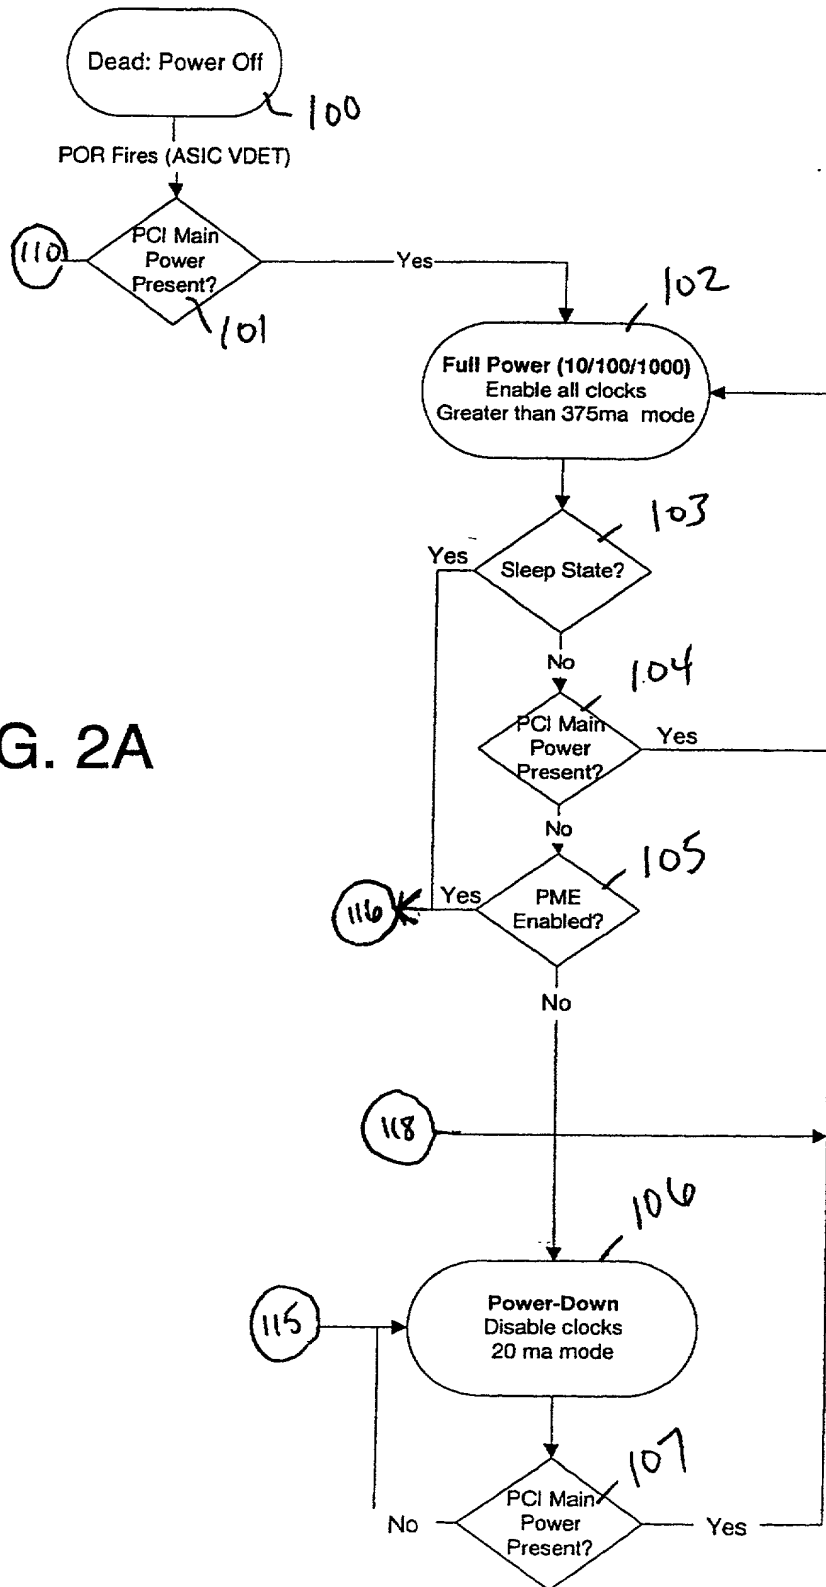 Dead: Power Off
100
POR Fires (ASIC VDET)
110
PCI Main
Power
Present?
101
Yes
102
Full Power (10/100/1000)
Enable all clocks
Greater than 375ma mode
103
Yes
Sleep State?
No
104
PCI Main
Power
Present?
Yes
G. 2A
No
105
116
Yes
PME
Enabled?
No
118
106
115
Power-Down
Disable clocks
20 ma mode
107
No
PCI Main
Power
Present?
Yes